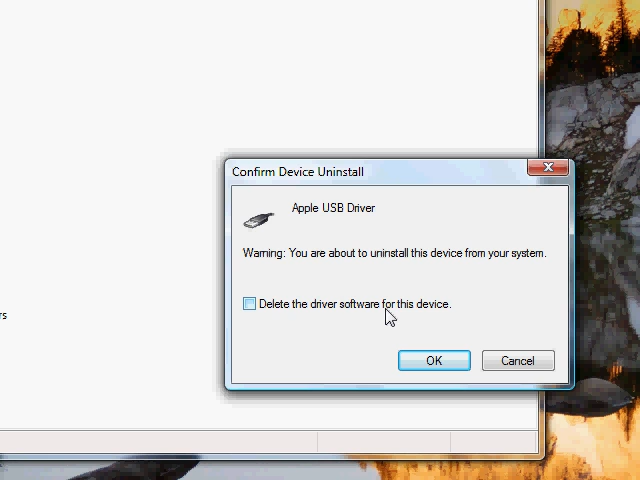 Confirm Device Uninstall
Apple USB Driver
Warning: You are about to uninstall this device from your system.
rs
Delete the driver software for this device.
OK
Cancel